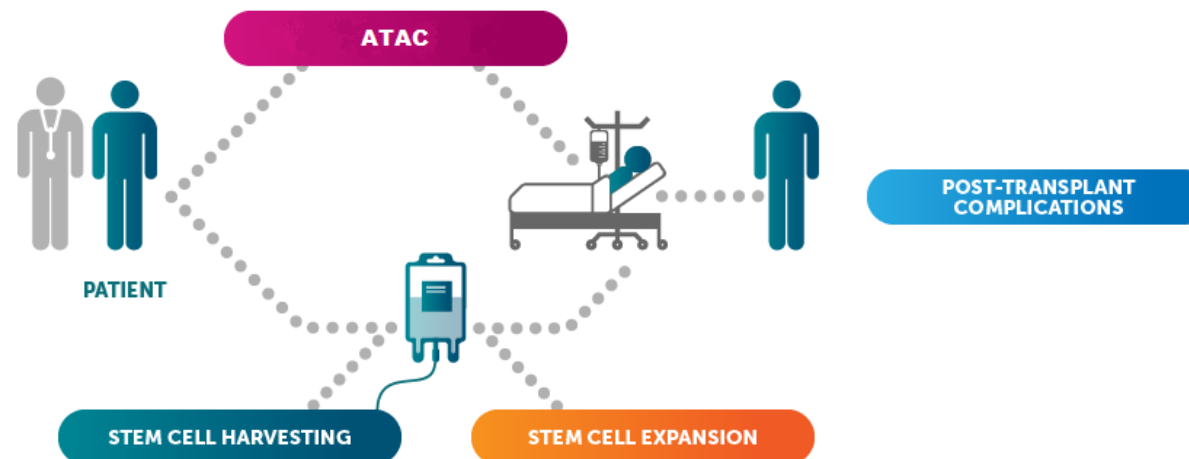 ATAC
POST-TRANSPLANT
COMPLICATIONS
PATIENT
STEM CELL HARVESTING
STEM CELL EXPANSION